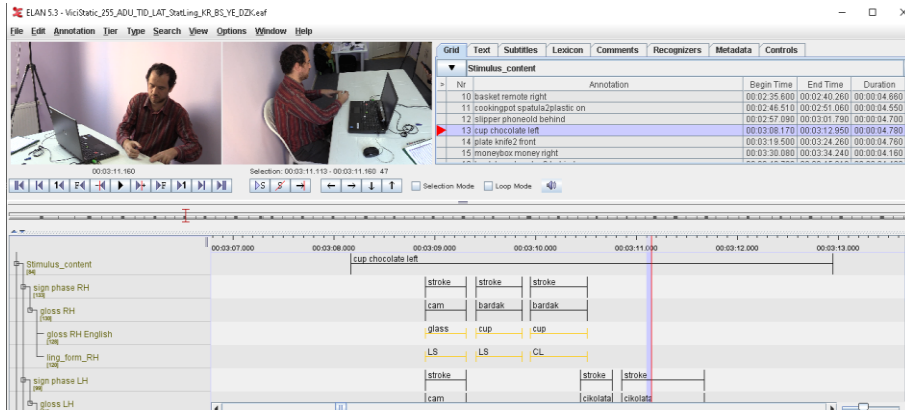 ELAN 5.3 - ViciStatic_255_ADU_TID_LAT_StatLing_KR_BS_YE_DZK.eaf
File Edit Annotation Tier Type Search View Options Window Help
Grid Text Subtitles Lexicon Comments Recognizers Metadata Controls
Stimulus_content
> Nr Annotation Begin Time End Time Duration
10 basket remote right 00:02:35.600 00:02:40.260 00:00:04.660
11 cookingpot spatula2plastic on 00:02:46.510 00:02:51.060 00:00:04.550
12 slipper phoneold behind 00:02:57.090 00:03:01.790 00:00:04.700
13 cup chocolate left 00:03:08.170 00:03:12.950 00:00:04.780
14 plate knife2 front 00:03:19.500 00:03:24.260 00:00:04.760
15 moneybox money right 00:03:30.080 00:03:34.240 00:00:04.160
00:03:11.160 Selection: 00:03:11.113 - 00:03:11.160 47
Selection Mode Loop Mode
00:03:07.000 00:03:08.000 00:03:09.000 00:03:10.000 00:03:11.000 00:03:12.000 00:03:13.000
Stimulus_content cup chocolate left
[84]
sign phase RH stroke stroke stroke
[133]
gloss RH cam bardak bardak
[130]
gloss RH English glass cup cup
ling_form_RH LS LS CL
[120]
sign phase LH stroke stroke stroke
gloss LH cam cikolata cikolata